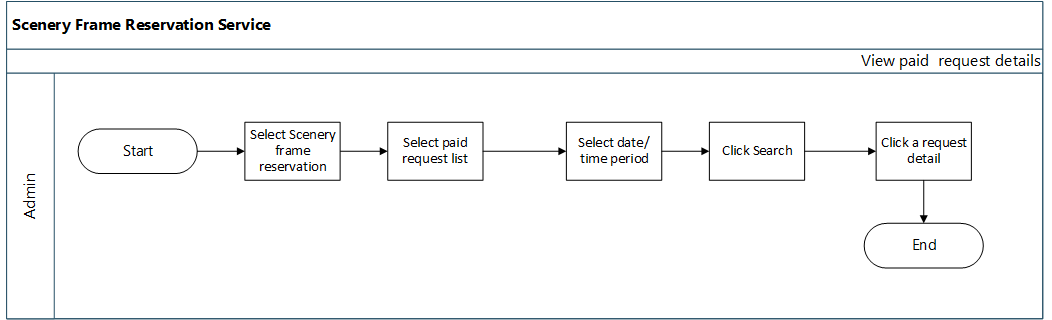 Scenery Frame Reservation Service
View paid  request details
Admin
Start
Select Scenery
frame
reservation
Select paid
request list
Select date/
time period
Click Search
Click a request
detail
End